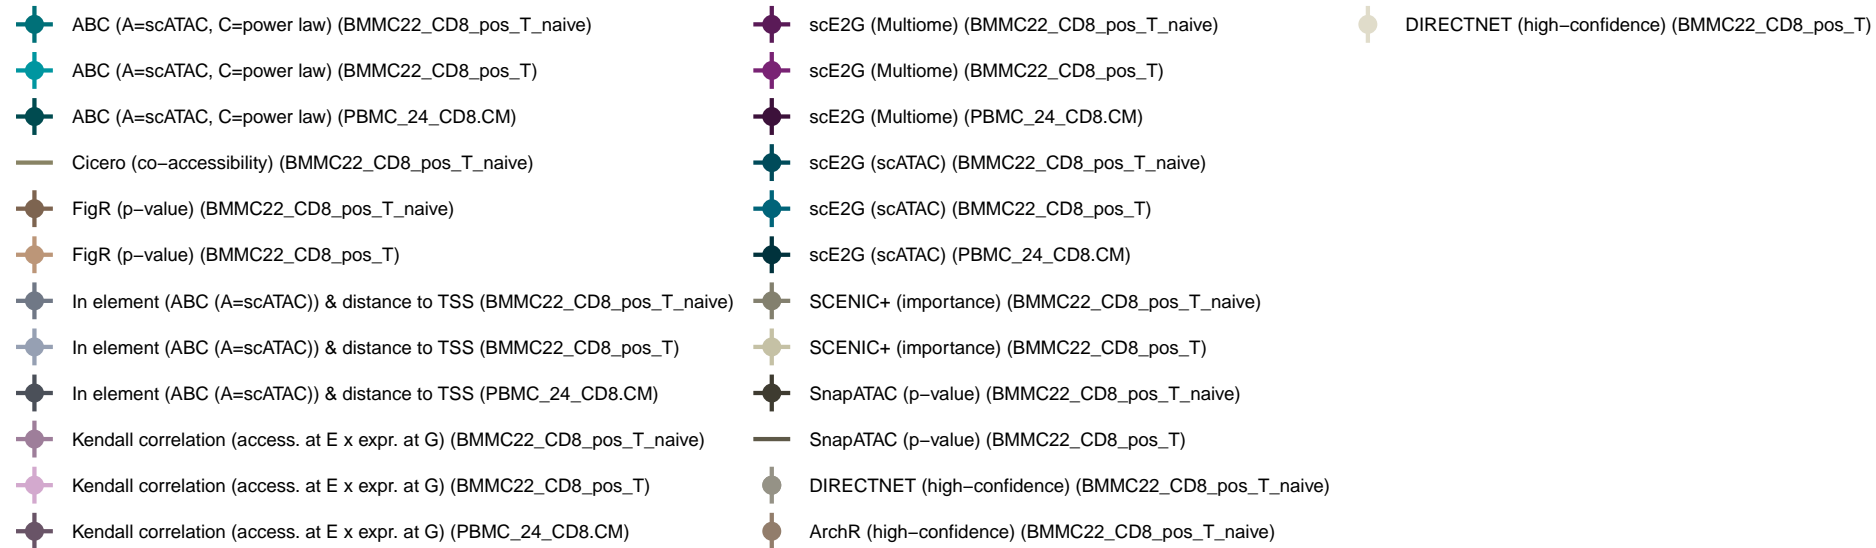 ABC (A=scATAC, C=power law) (BMMC22_CD8_pos_T_naive)
ABC (A=scATAC, C=power law) (BMMC22_CD8_pos_T)
ABC (A=scATAC, C=power law) (PBMC_24_CD8.CM)
Cicero (co−accessibility) (BMMC22_CD8_pos_T_naive)
FigR (p−value) (BMMC22_CD8_pos_T_naive)
FigR (p−value) (BMMC22_CD8_pos_T)
In element (ABC (A=scATAC)) & distance to TSS (BMMC22_CD8_pos_T_naive)
In element (ABC (A=scATAC)) & distance to TSS (BMMC22_CD8_pos_T)
In element (ABC (A=scATAC)) & distance to TSS (PBMC_24_CD8.CM)
Kendall correlation (access. at E x expr. at G) (BMMC22_CD8_pos_T_naive)
Kendall correlation (access. at E x expr. at G) (BMMC22_CD8_pos_T)
Kendall correlation (access. at E x expr. at G) (PBMC_24_CD8.CM)
scE2G (Multiome) (BMMC22_CD8_pos_T_naive)
scE2G (Multiome) (BMMC22_CD8_pos_T)
scE2G (Multiome) (PBMC_24_CD8.CM)
scE2G (scATAC) (BMMC22_CD8_pos_T_naive)
scE2G (scATAC) (BMMC22_CD8_pos_T)
scE2G (scATAC) (PBMC_24_CD8.CM)
SCENIC+ (importance) (BMMC22_CD8_pos_T_naive)
SCENIC+ (importance) (BMMC22_CD8_pos_T)
SnapATAC (p−value) (BMMC22_CD8_pos_T_naive)
SnapATAC (p−value) (BMMC22_CD8_pos_T)
DIRECTNET (high−confidence) (BMMC22_CD8_pos_T_naive)
ArchR (high−confidence) (BMMC22_CD8_pos_T_naive)
DIRECTNET (high−confidence) (BMMC22_CD8_pos_T)